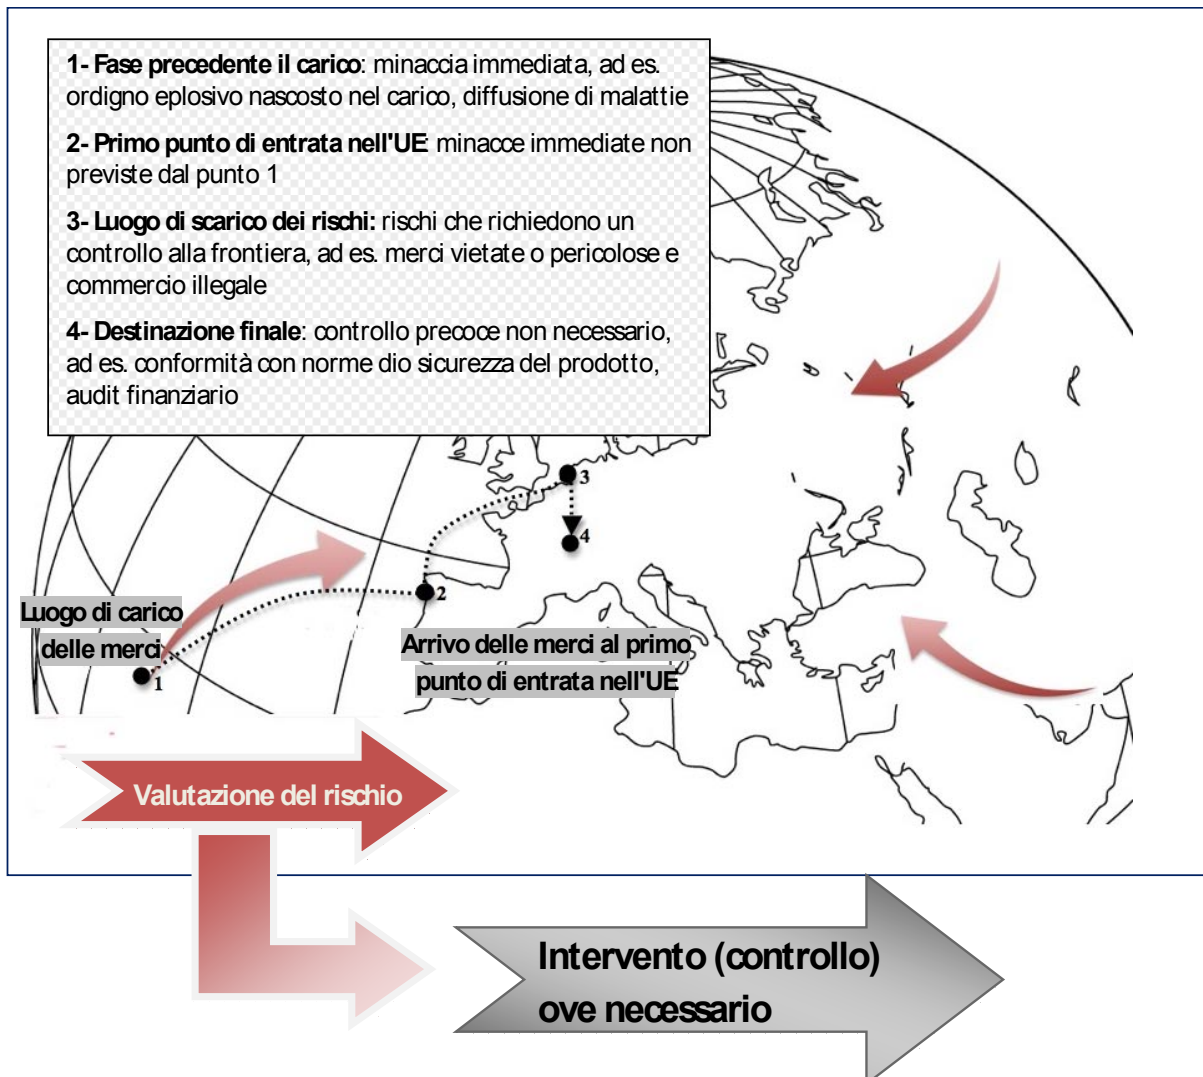 1- Fase precedente il carico: minaccia immediata, ad es.
ordigno eplosivo nascosto nel carico, diffusione di malattie
2- Primo punto di entrata nell'UE: minacce immediate non
previste dal punto 1
3- Luogo di scarico dei rischi: rischi che richiedono un
controllo alla frontiera, ad es. merci vietate o pericolose e
commercio illegale
4- Destinazione finale: controllo precoce non necessario,
ad es. conformità con norme dio sicurezza del prodotto,
audit finanziario
3
4
2
Luogo di carico
delle merci
1
Arrivo delle merci al primo
punto di entrata nell'UE
Valutazione del rischio
Intervento (controllo)
ove necessario